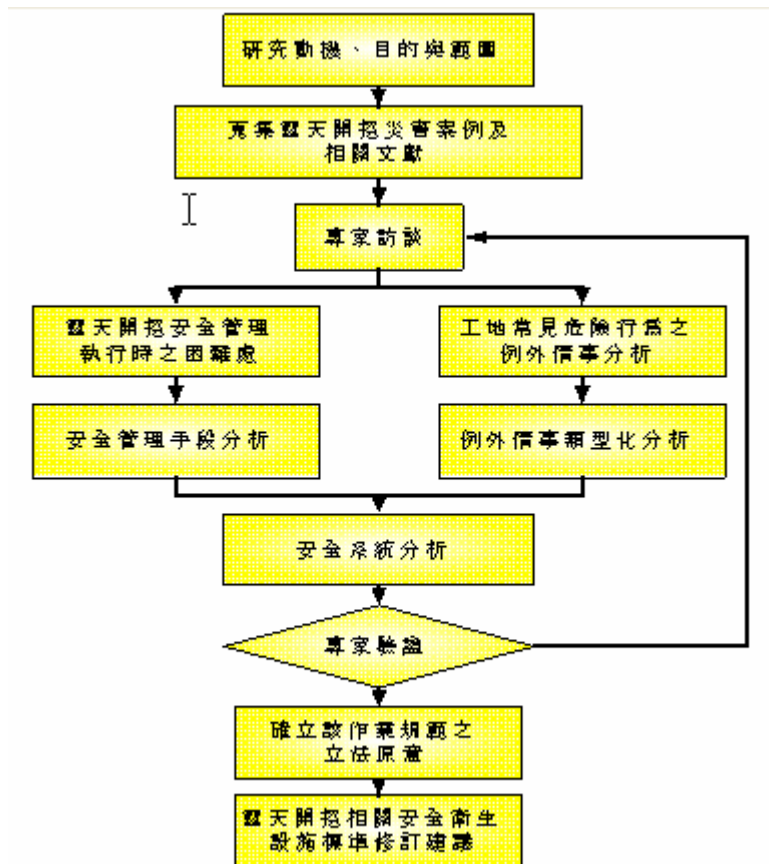 研究動機、目的與範圍
蒐集露天開挖災害案例及
相關文獻
專家訪談
露天開挖安全管理
執行時之困難處
工地常見危險行為之
例外情事分析
安全管理手段分析
例外情事類型化分析
安全系統分析
專家驗證
確立該作業規範之
立法原意
露天開挖相關安全衛生
設施標準修訂建議